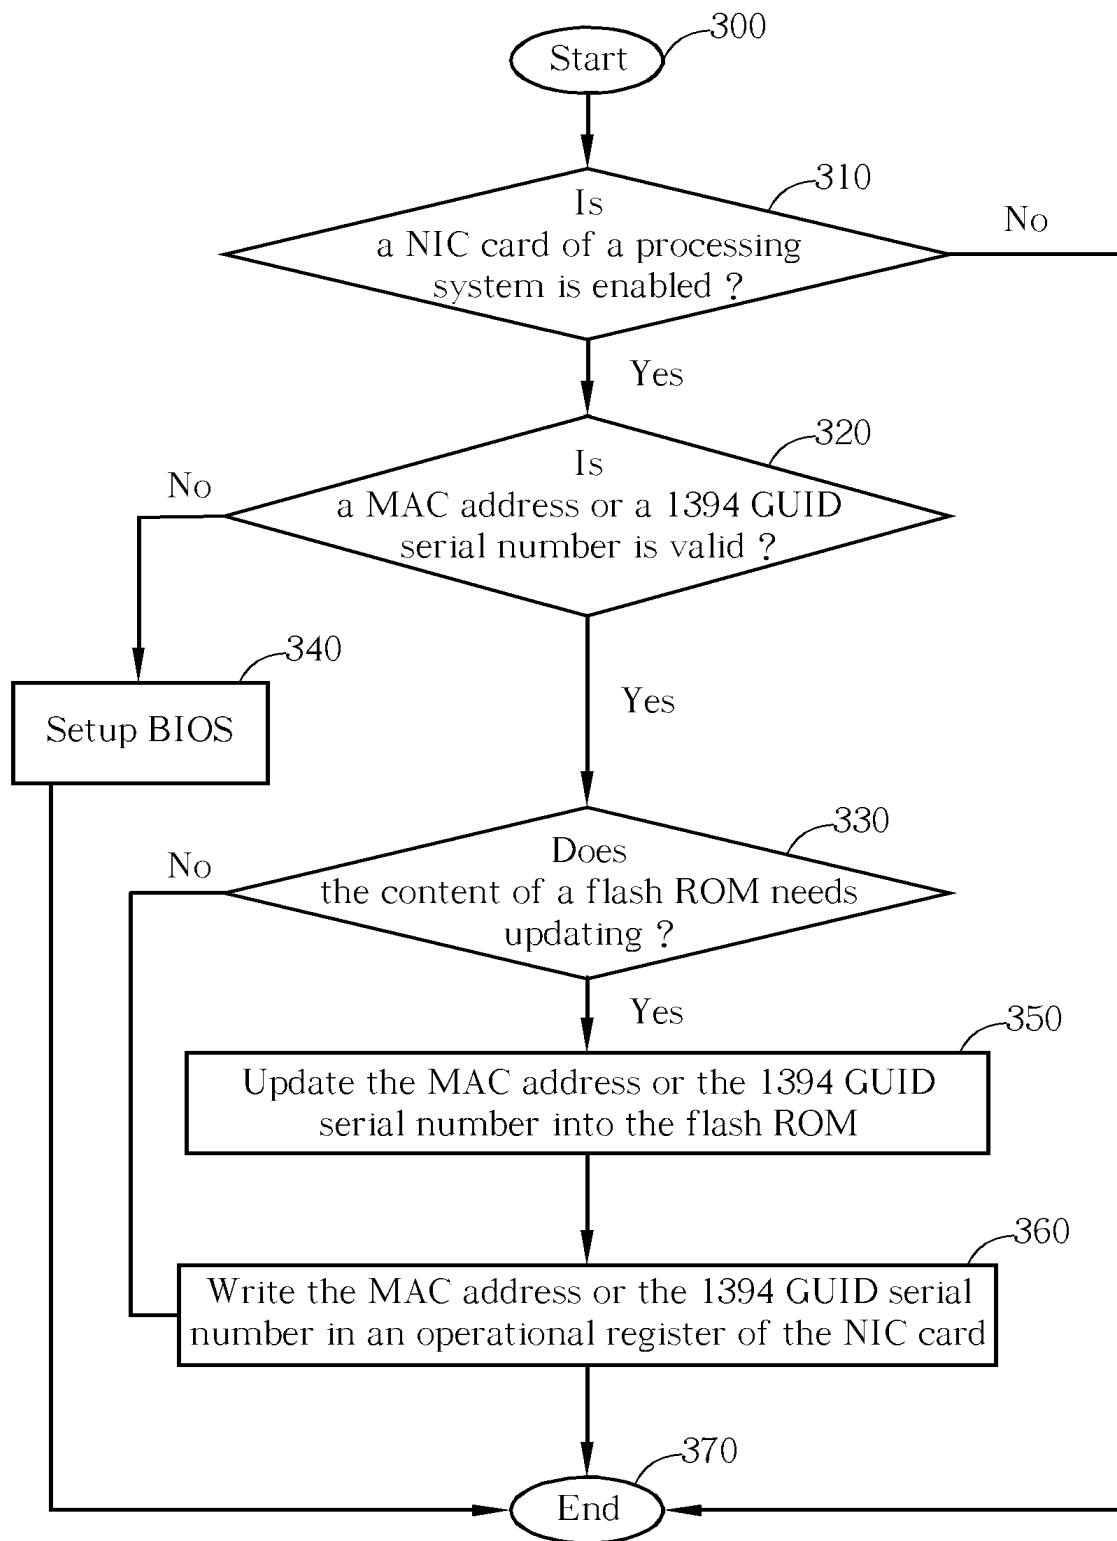 300
Start
310
Is
a NIC card of a processing
system is enabled ?
No
Yes
320
Is
a MAC address or a 1394 GUID
serial number is valid ?
No
340
Setup BIOS
Yes
330
Does
the content of a flash ROM needs
updating ?
No
Yes
350
Update the MAC address or the 1394 GUID
serial number into the flash ROM
360
Write the MAC address or the 1394 GUID serial
number in an operational register of the NIC card
370
End